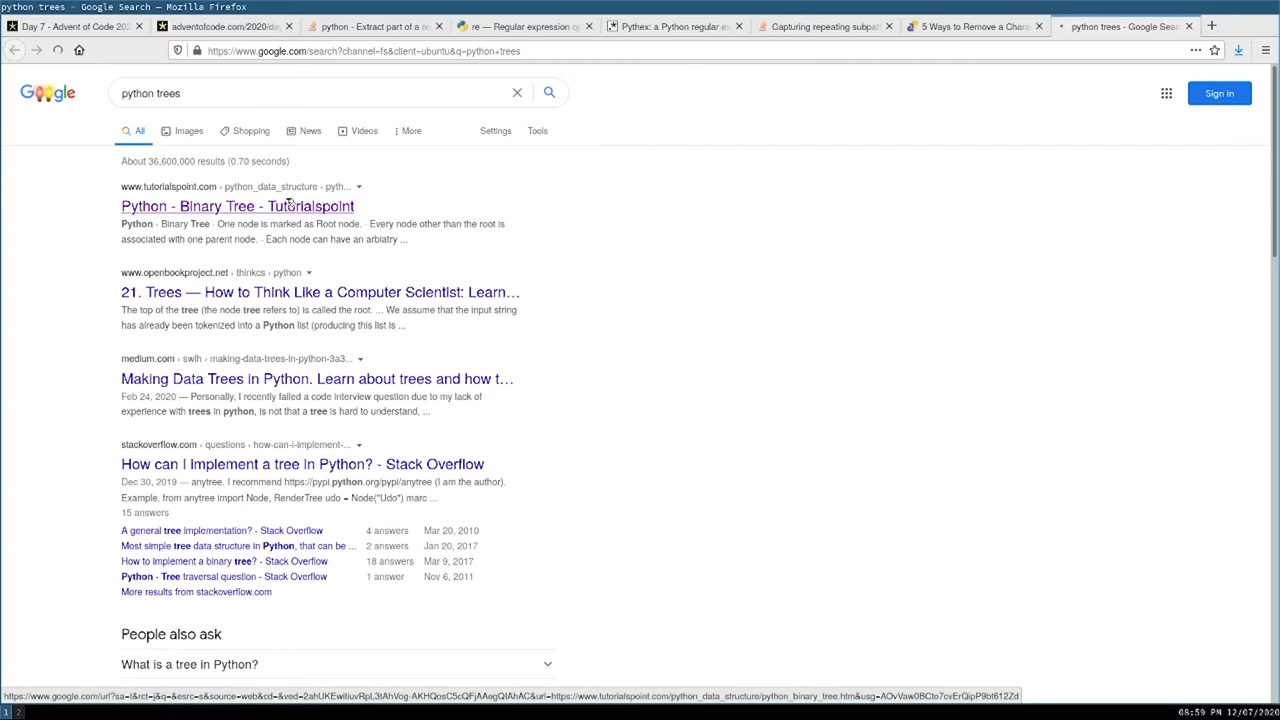 python trees - Google Search — Mozilla Firefox
Day 7 - Advent of Code 202
adventofcode.com/2020/da
python - Extract part of a re
re — Regular expression op
Pythex: a Python regular ex
Capturing repeating subpat
5 Ways to Remove a Chara
python trees - Google Search
https://www.google.com/search?channel=fs&client=ubuntu&q=python+trees
Google
python trees
Sign in
All Images Shopping News Videos More Settings Tools
About 36,600,000 results (0.70 seconds)
www.tutorialspoint.com › python_data_structure › pyth...
Python - Binary Tree - Tutorialspoint
Python - Binary Tree · One node is marked as Root node. · Every node other than the root is
associated with one parent node. · Each node can have an arbiatry ...
www.openbookproject.net › thinkcs › python
21. Trees — How to Think Like a Computer Scientist: Learn…
The top of the tree (the node tree refers to) is called the root. ... We assume that the input string
has already been tokenized into a Python list (producing this list is ...
medium.com › swlh › making-data-trees-in-python-3a3...
Making Data Trees in Python. Learn about trees and how t…
Feb 24, 2020 — Personally, I recently failed a code interview question due to my lack of
experience with trees in python, is not that a tree is hard to understand, ...
stackoverflow.com › questions › how-can-i-implement-...
How can I implement a tree in Python? - Stack Overflow
Dec 30, 2019 — anytree. I recommend https://pypi.python.org/pypi/anytree (I am the author).
Example. from anytree import Node, RenderTree udo = Node("Udo") marc ...
15 answers
A general tree implementation? - Stack Overflow 4 answers Mar 20, 2010
Most simple tree data structure in Python, that can be ... 2 answers Jan 20, 2017
How to implement a binary tree? - Stack Overflow 18 answers Mar 9, 2017
Python - Tree traversal question - Stack Overflow 1 answer Nov 6, 2011
More results from stackoverflow.com
People also ask
What is a tree in Python?
1 2
08:59 PM 12/07/2020